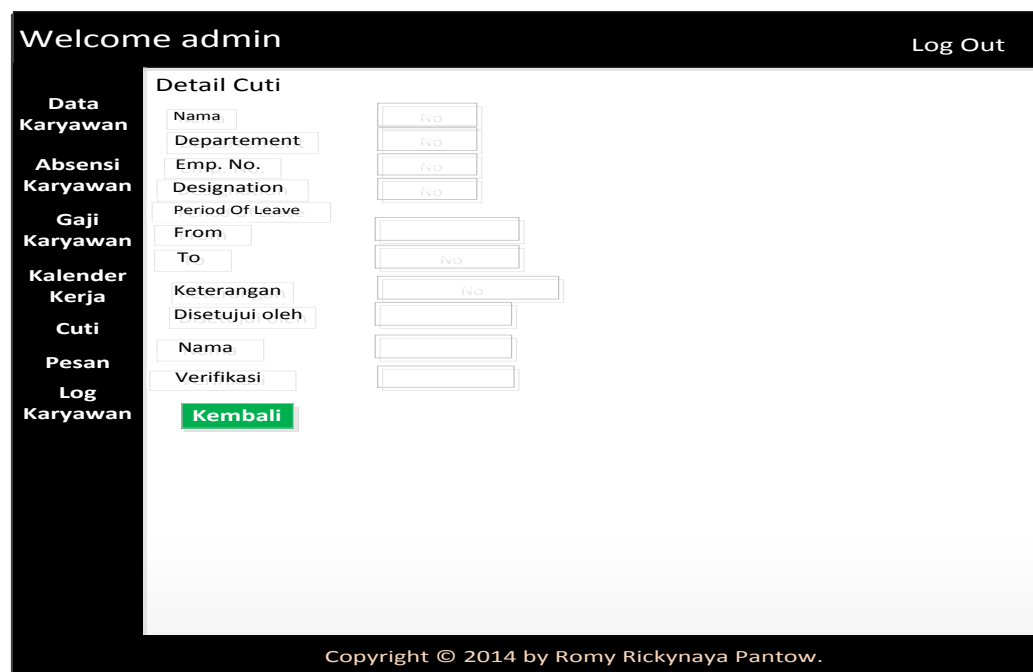 Welcome admin
Log Out
Data
Karyawan
Absensi
Karyawan
Gaji
Karyawan
Kalender
Kerja
Cuti
Pesan
Log
Karyawan
Detail Cuti
Nama
No
Departement
No
Emp. No.
No
Designation
No
Period Of Leave
From
To
No
Keterangan
No
Disetujui oleh
Nama
Verifikasi
Kembali
Copyright © 2014 by Romy Rickynaya Pantow.